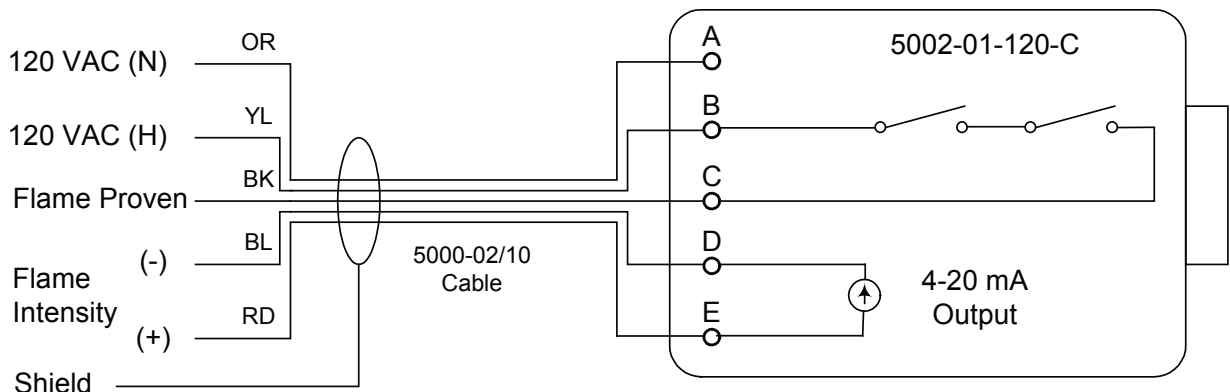 OR
120 VAC (N)
YL
120 VAC (H)
BK
Flame Proven
BL
(-)
Flame
Intensity
RD
(+)
Shield
5000-02/10
Cable
A
B
C
D
E
5002-01-120-C
4-20 mA
Output